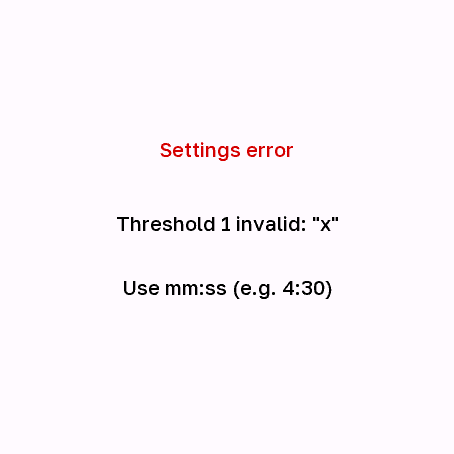 Settings error
Threshold 1 invalid: "x"
Use mm:ss (e.g. 4:30)